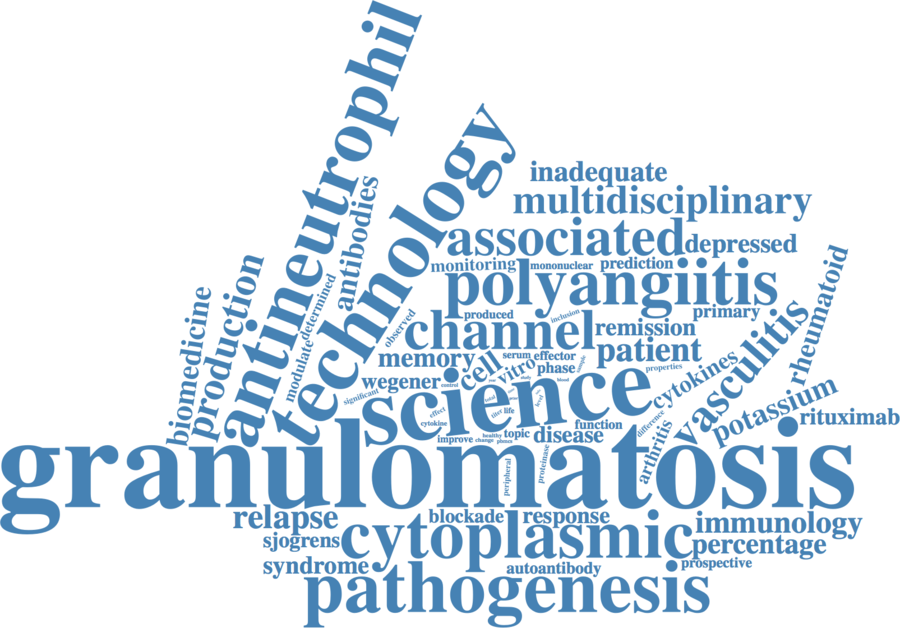 antineutrophil
technology
inadequate
multidisciplinary
antibodies
associated
depressed
monitoring
mononuclear
prediction
polyangiitis
rheumatoid
biomedicine
production
determined
modulate
observed
produced
inclusion
primary
channel
remission
memory
cell
serum
effector
patient
vitro
phase
sample
properties
wegener
control
significant
science
study
blood
cytokines
vasculitis
potassium
rituximab
effect
cytokine
titer
life
level
function
difference
arthritis
improve
healthy
change
topic
disease
granulomatosis
peripheral
proteinase
relapse
blockade
response
immunology
sjogrens
cytoplasmic
percentage
syndrome
autoantibody
prospective
pathogenesis